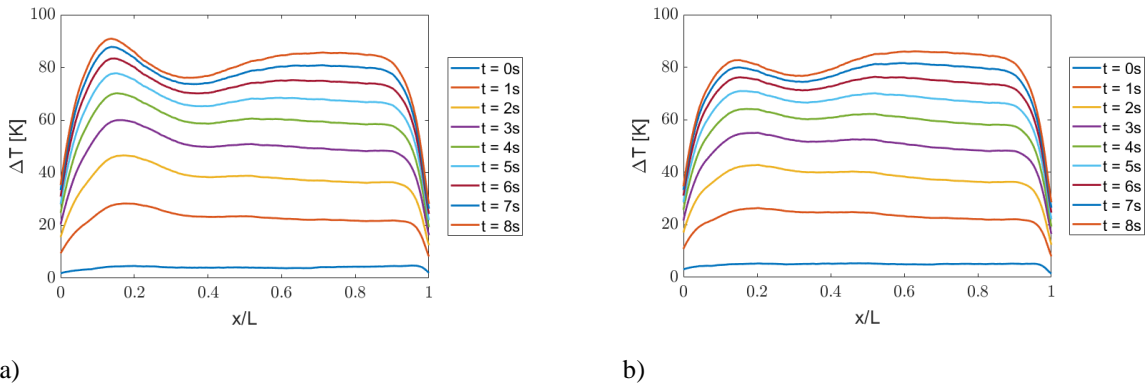 100
80
60
40
20
0
ΔT [K]
0
0.2
0.4
0.6
0.8
1
x/L
t = 0s
t = 1s
t = 2s
t = 3s
t = 4s
t = 5s
t = 6s
t = 7s
t = 8s
a)
100
80
60
40
20
0
ΔT [K]
0
0.2
0.4
0.6
0.8
1
x/L
t = 0s
t = 1s
t = 2s
t = 3s
t = 4s
t = 5s
t = 6s
t = 7s
t = 8s
b)